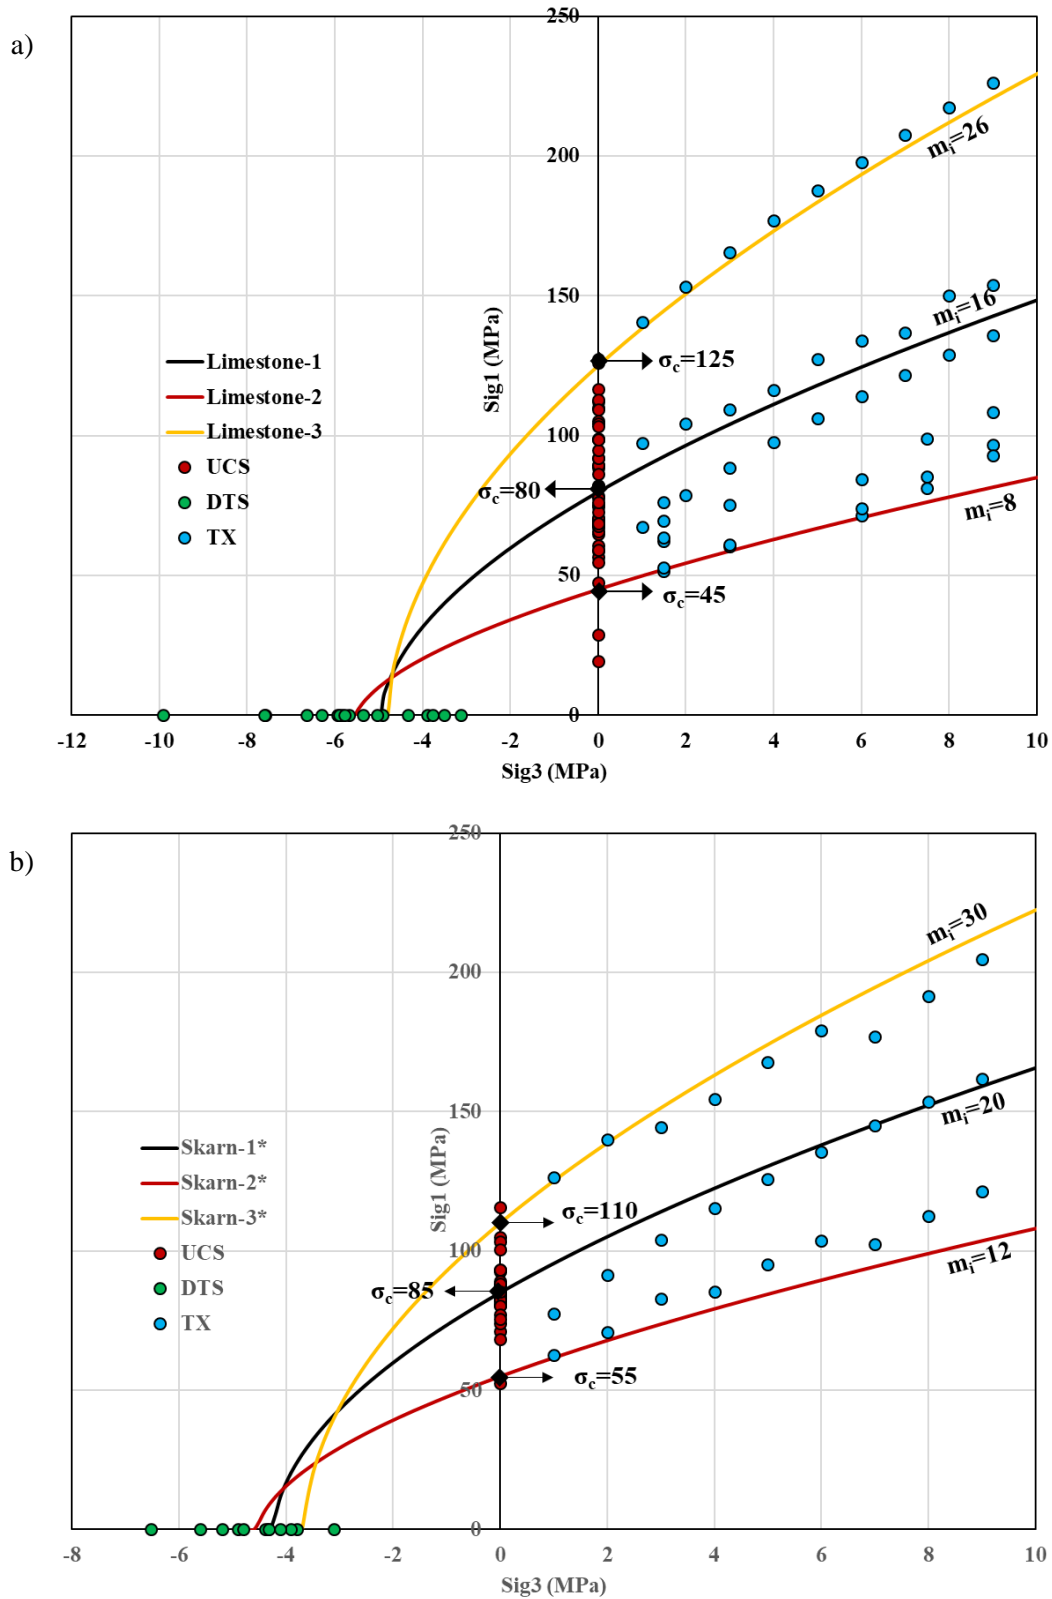 a)
250
200
150
100
50
0
Sig1 (MPa)
mᵢ=26
mᵢ=16
mᵢ=8
σc=125
σc=80
σc=45
Limestone-1
Limestone-2
Limestone-3
UCS
DTS
TX
-12 -10 -8 -6 -4 -2 0 2 4 6 8 10
Sig3 (MPa)
b)
250
200
150
100
50
0
Sig1 (MPa)
mᵢ=30
mᵢ=20
mᵢ=12
σc=110
σc=85
σc=55
Skarn-1*
Skarn-2*
Skarn-3*
UCS
DTS
TX
-8 -6 -4 -2 0 2 4 6 8 10
Sig3 (MPa)